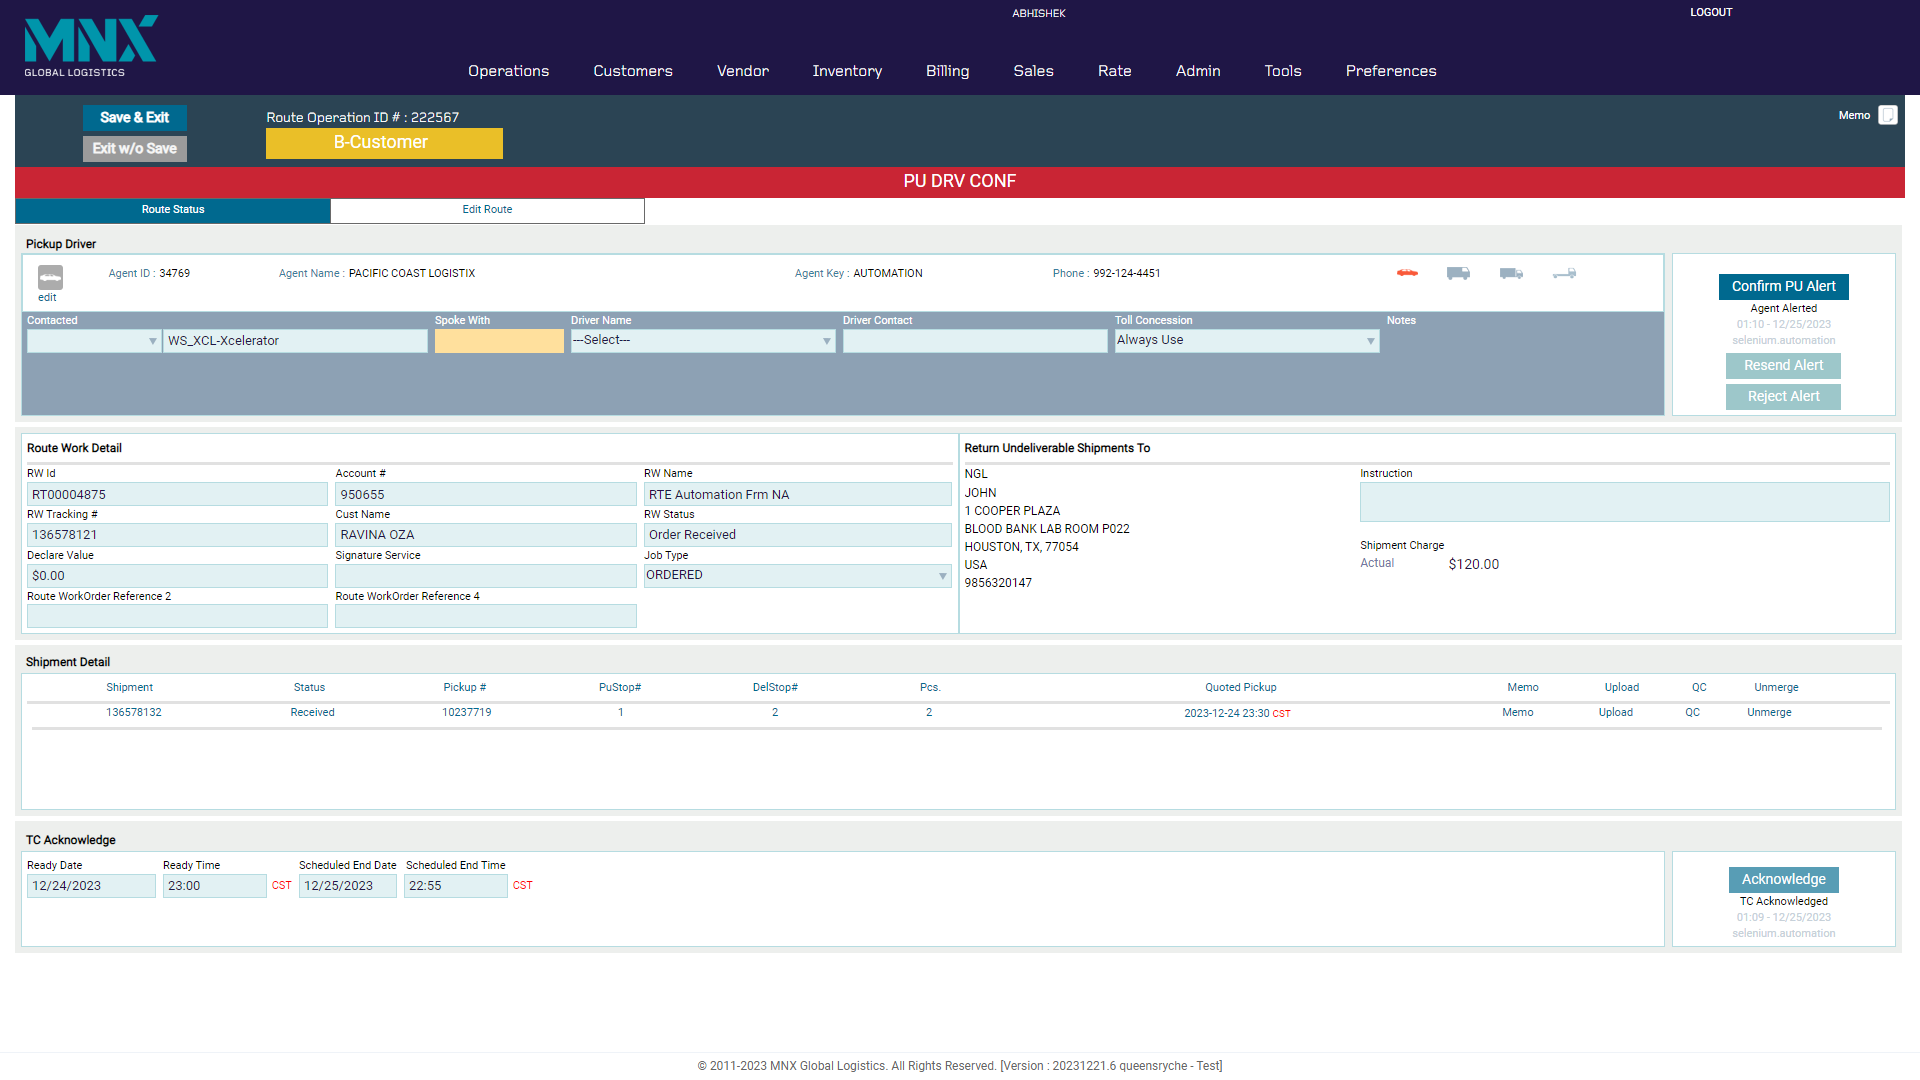 MNX
GLOBAL LOGISTICS
ABHISHEK
LOGOUT
Operations Customers Vendor Inventory Billing Sales Rate Admin Tools Preferences
Save & Exit
Exit w/o Save
Route Operation ID # : 222567
B-Customer
Memo
PU DRV CONF
Route Status Edit Route
Pickup Driver
edit
Agent ID : 34769 Agent Name : PACIFIC COAST LOGISTIX Agent Key : AUTOMATION Phone : 992-124-4451
Contacted Spoke With Driver Name Driver Contact Toll Concession Notes
WS_XCL-Xcelerator ---Select--- Always Use
Confirm PU Alert
Agent Alerted
01:10 - 12/25/2023
selenium.automation
Resend Alert
Reject Alert
Route Work Detail
RW Id Account # RW Name
RT00004875 950655 RTE Automation Frm NA
RW Tracking # Cust Name RW Status
136578121 RAVINA OZA Order Received
Declare Value Signature Service Job Type
$0.00 ORDERED
Route WorkOrder Reference 2 Route WorkOrder Reference 4
Return Undeliverable Shipments To
NGL
JOHN
1 COOPER PLAZA
BLOOD BANK LAB ROOM P022
HOUSTON, TX, 77054
USA
9856320147
Instruction
Shipment Charge
Actual $120.00
Shipment Detail
Shipment Status Pickup # PuStop# DelStop# Pcs. Quoted Pickup Memo Upload QC Unmerge
136578132 Received 10237719 1 2 2 2023-12-24 23:30 CST Memo Upload QC Unmerge
TC Acknowledge
Ready Date Ready Time Scheduled End Date Scheduled End Time
12/24/2023 23:00 CST 12/25/2023 22:55 CST
Acknowledge
TC Acknowledged
01:09 - 12/25/2023
selenium.automation
© 2011-2023 MNX Global Logistics. All Rights Reserved. [Version : 20231221.6 queensryche - Test]